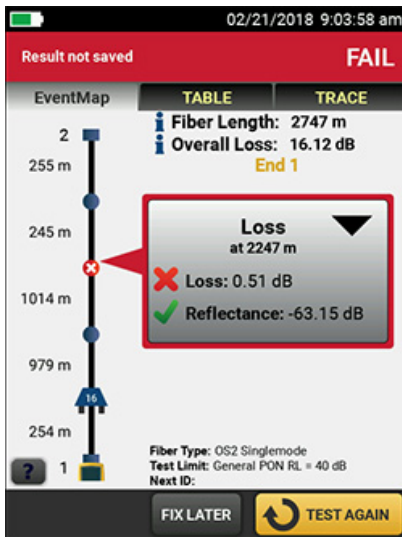 02/21/2018 9:03:58 am
Result not saved FAIL
EventMap TABLE TRACE
2
Fiber Length: 2747 m
Overall Loss: 16.12 dB
255 m
End 1
245 m
Loss
at 2247 m
Loss: 0.51 dB
Reflectance: -63.15 dB
1014 m
979 m
16
254 m
Fiber Type: OS2 Singlemode
Test Limit: General PON RL = 40 dB
Next ID:
? 1
FIX LATER TEST AGAIN